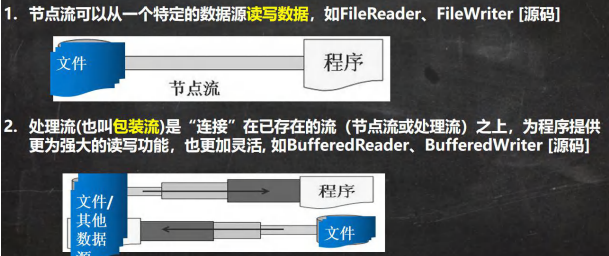 1. 节点流可以从一个特定的数据源读写数据，如FileReader、FileWriter [源码]
文件
程序
节点流
2. 处理流(也叫包装流)是“连接”在已存在的流（节点流或处理流）之上，为程序提供
更为强大的读写功能，也更加灵活, 如BufferedReader、BufferedWriter [源码]
文件/
其他
数据
源
程序
文件